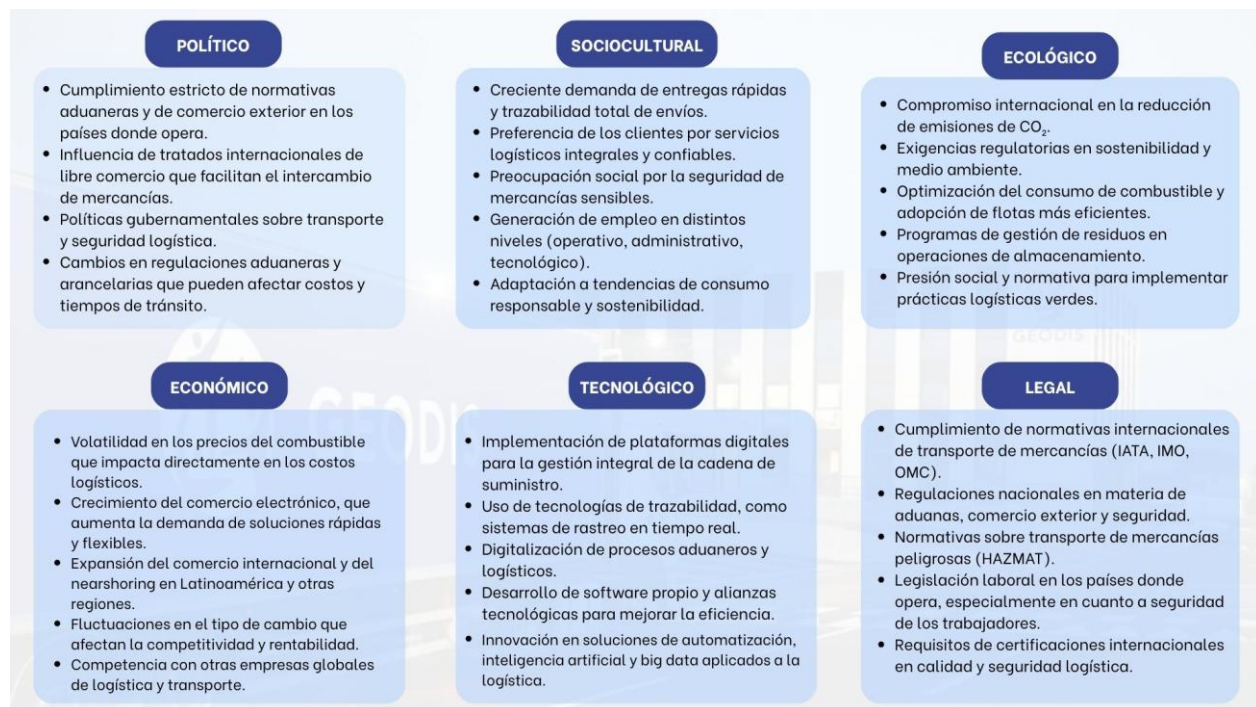 POLÍTICO
• Cumplimiento estricto de normativas
aduaneras y de comercio exterior en los
países donde opera.
• Influencia de tratados internacionales de
libre comercio que facilitan el intercambio
de mercancías.
• Políticas gubernamentales sobre transporte
y seguridad logística.
• Cambios en regulaciones aduaneras y
arancelarias que pueden afectar costos y
tiempos de tránsito.
SOCIOCULTURAL
• Creciente demanda de entregas rápidas
y trazabilidad total de envíos.
• Preferencia de los clientes por servicios
logísticos integrales y confiables.
• Preocupación social por la seguridad de
mercancías sensibles.
• Generación de empleo en distintos
niveles (operativo, administrativo,
tecnológico).
• Adaptación a tendencias de consumo
responsable y sostenibilidad.
ECOLÓGICO
• Compromiso internacional en la reducción
de emisiones de CO₂.
• Exigencias regulatorias en sostenibilidad y
medio ambiente.
• Optimización del consumo de combustible y
adopción de flotas más eficientes.
• Programas de gestión de residuos en
operaciones de almacenamiento.
• Presión social y normativa para implementar
prácticas logísticas verdes.
GEODIS
ECONÓMICO
• Volatilidad en los precios del combustible
que impacta directamente en los costos
logísticos.
• Crecimiento del comercio electrónico, que
aumenta la demanda de soluciones rápidas
y flexibles.
• Expansión del comercio internacional y del
nearshoring en Latinoamérica y otras
regiones.
• Fluctuaciones en el tipo de cambio que
afectan la competitividad y rentabilidad.
• Competencia con otras empresas globales
de logística y transporte.
GEODIS
TECNOLÓGICO
• Implementación de plataformas digitales
para la gestión integral de la cadena de
suministro.
• Uso de tecnologías de trazabilidad, como
sistemas de rastreo en tiempo real.
• Digitalización de procesos aduaneros y
logísticos.
• Desarrollo de software propio y alianzas
tecnológicas para mejorar la eficiencia.
• Innovación en soluciones de automatización,
inteligencia artificial y big data aplicados a la
logística.
LEGAL
• Cumplimiento de normativas internacionales
de transporte de mercancías (IATA, IMO,
OMC).
• Regulaciones nacionales en materia de
aduanas, comercio exterior y seguridad.
• Normativas sobre transporte de mercancías
peligrosas (HAZMAT).
• Legislación laboral en los países donde
opera, especialmente en cuanto a seguridad
de los trabajadores.
• Requisitos de certificaciones internacionales
en calidad y seguridad logística.